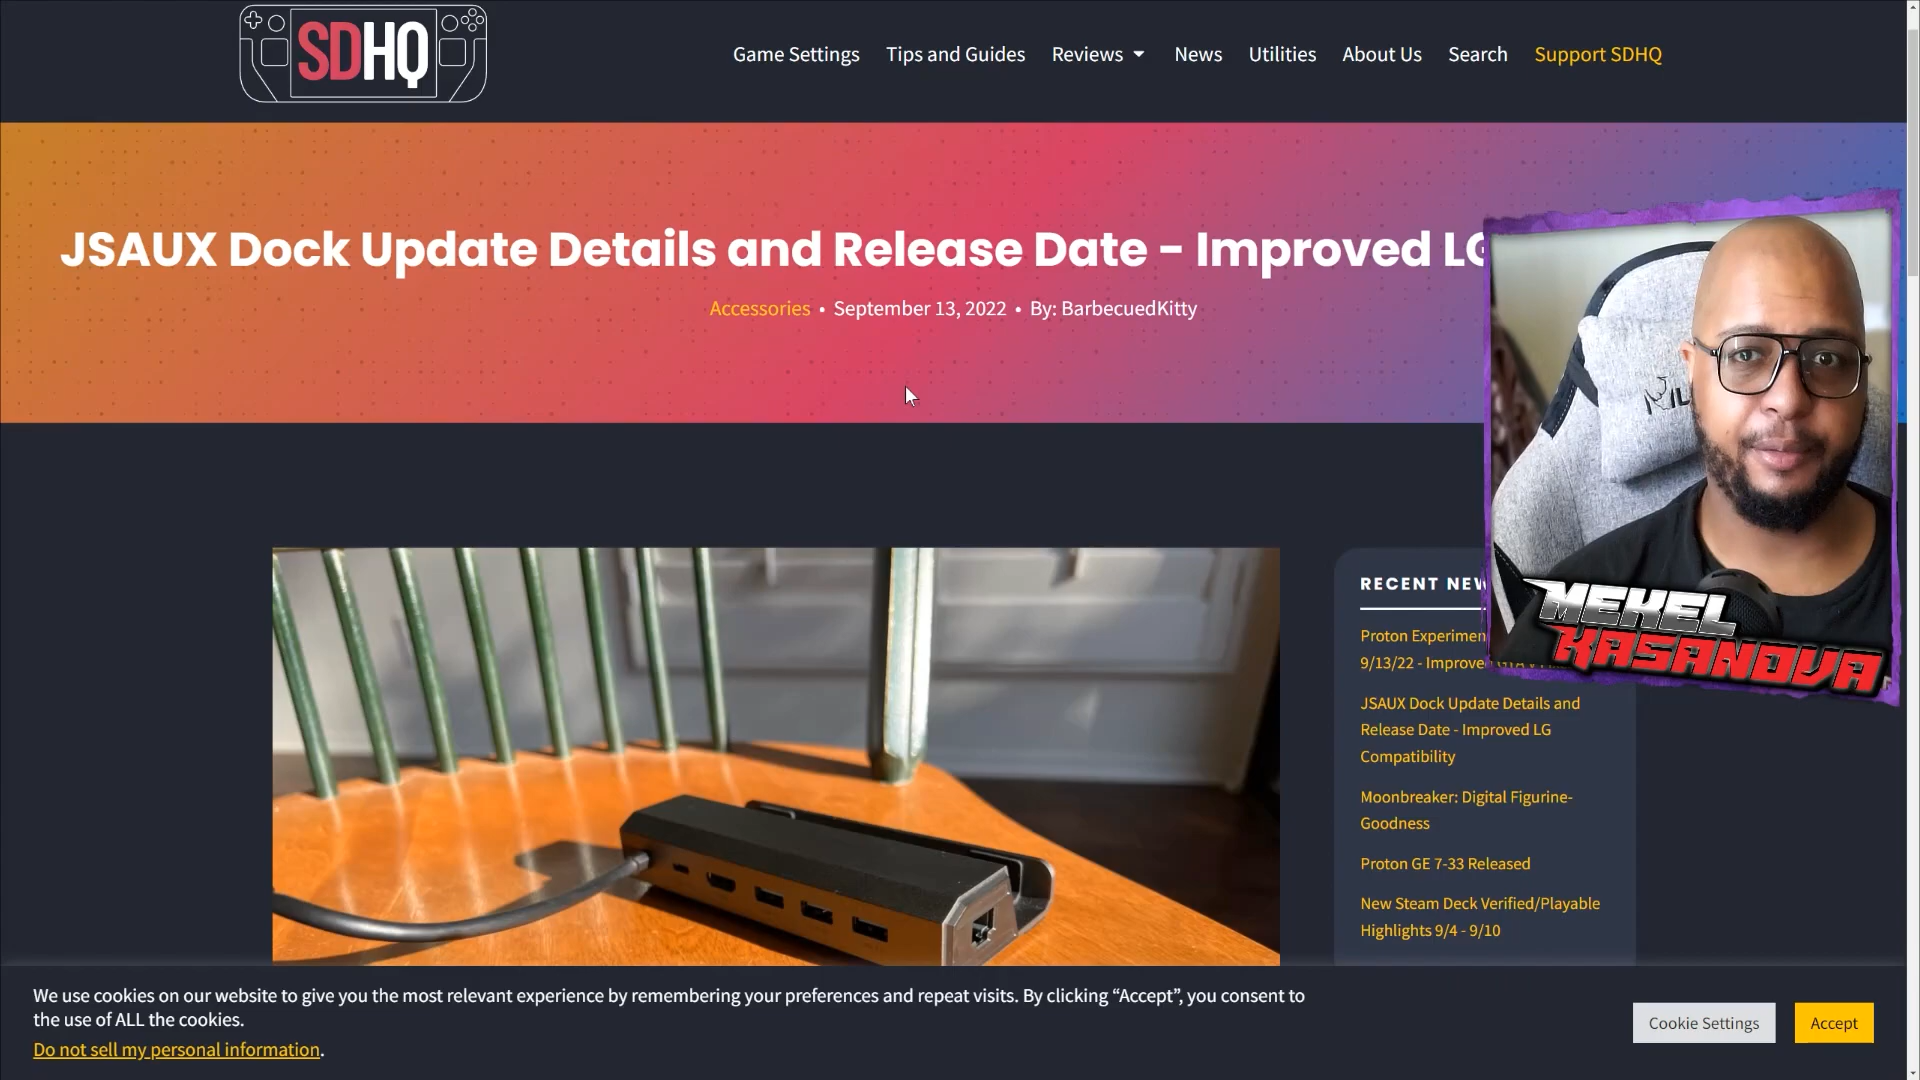 SDHQ
Game Settings
Tips and Guides
Reviews
News
Utilities
About Us
Search
Support SDHQ
JSAUX Dock Update Details and Release Date - Improved LG
Accessories • September 13, 2022 • By: BarbecuedKitty
RECENT NEW
Proton Experimen
9/13/22 - Improved GTA V
JSAUX Dock Update Details and
Release Date - Improved LG
Compatibility
Moonbreaker: Digital Figurine-
Goodness
Proton GE 7-33 Released
New Steam Deck Verified/Playable
Highlights 9/4 - 9/10
MEKEL
KASANOVA
We use cookies on our website to give you the most relevant experience by remembering your preferences and repeat visits. By clicking “Accept”, you consent to
the use of ALL the cookies.
Do not sell my personal information.
Cookie Settings
Accept